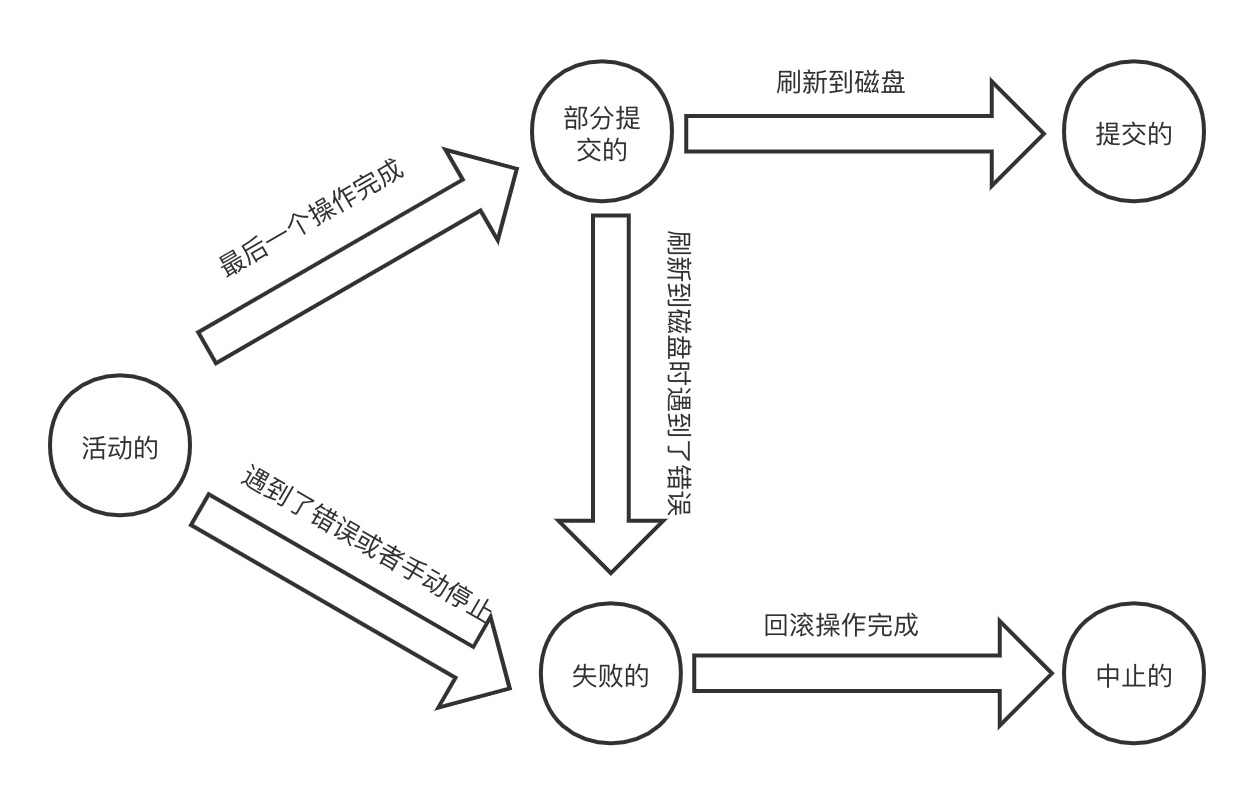 部分提
交的
刷新到磁盘
提交的
最后一个操作完成
刷新到磁盘时遇到了错误
活动的
遇到了错误或者手动停止
失败的
回滚操作完成
中止的